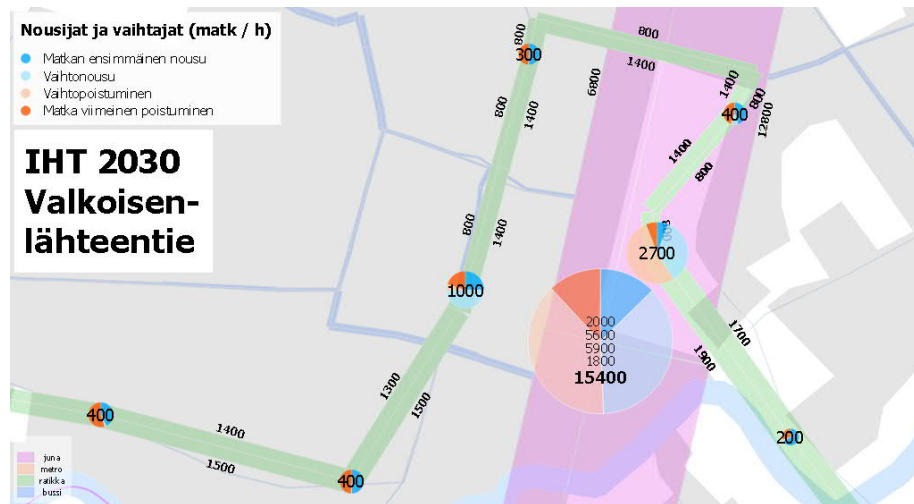 Nousijat ja vaihtajat (matk / h)
Matkan ensimmäinen nousu
Vaihtonousu
Vaihtopoistuminen
Matka viimeinen poistuminen
IHT 2030
Valkoisen-
lähteentie
800
300
800
1400
6800
1400
800
12800
400
800
1400
1400
800
800
1400
1000
2700
2000
5600
5900
1800
15400
1700
1900
200
1300
1500
400
1400
1500
400
juna
metro
ratikka
bussi